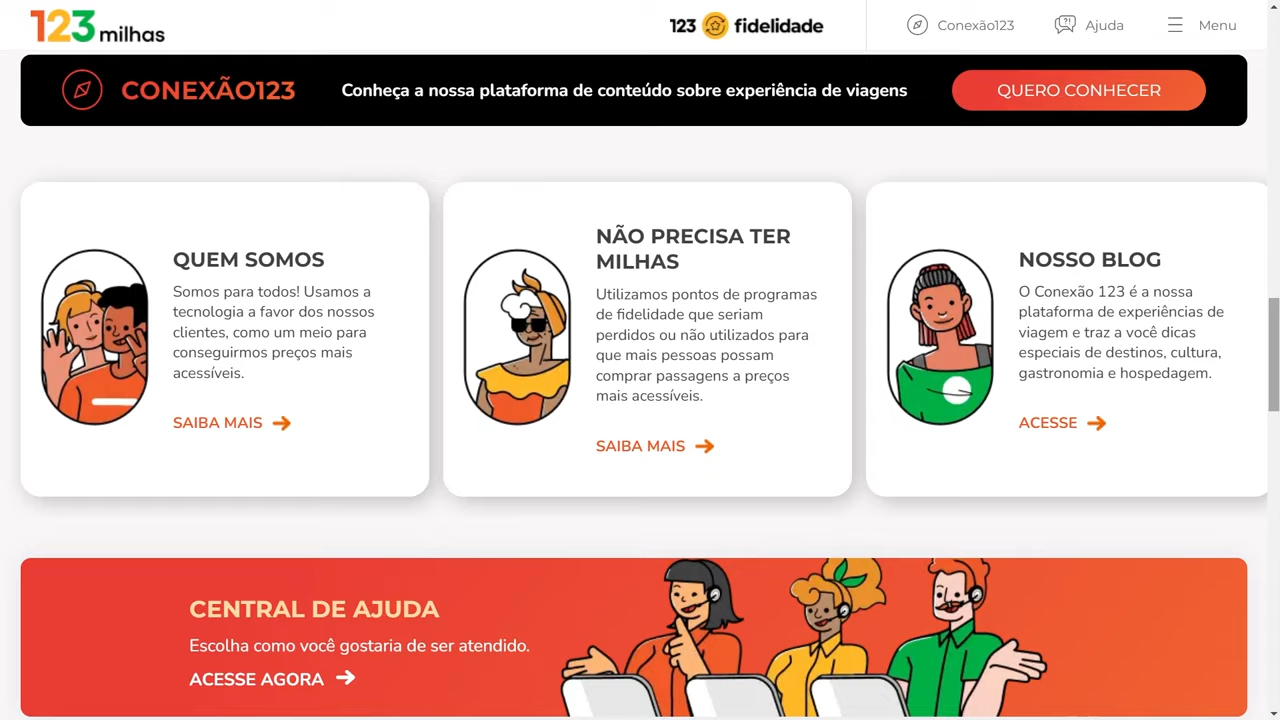 123 milhas
123 fidelidade
Conexão123
Ajuda
Menu
CONEXÃO123
Conheça a nossa plataforma de conteúdo sobre experiência de viagens
QUERO CONHECER
QUEM SOMOS
Somos para todos! Usamos a
tecnologia a favor dos nossos
clientes, como um meio para
conseguirmos preços mais
acessíveis.
SAIBA MAIS
NÃO PRECISA TER
MILHAS
Utilizamos pontos de programas
de fidelidade que seriam
perdidos ou não utilizados para
que mais pessoas possam
comprar passagens a preços
mais acessíveis.
SAIBA MAIS
NOSSO BLOG
O Conexão 123 é a nossa
plataforma de experiências de
viagem e traz a você dicas
especiais de destinos, cultura,
gastronomia e hospedagem.
ACESSE
CENTRAL DE AJUDA
Escolha como você gostaria de ser atendido.
ACESSE AGORA